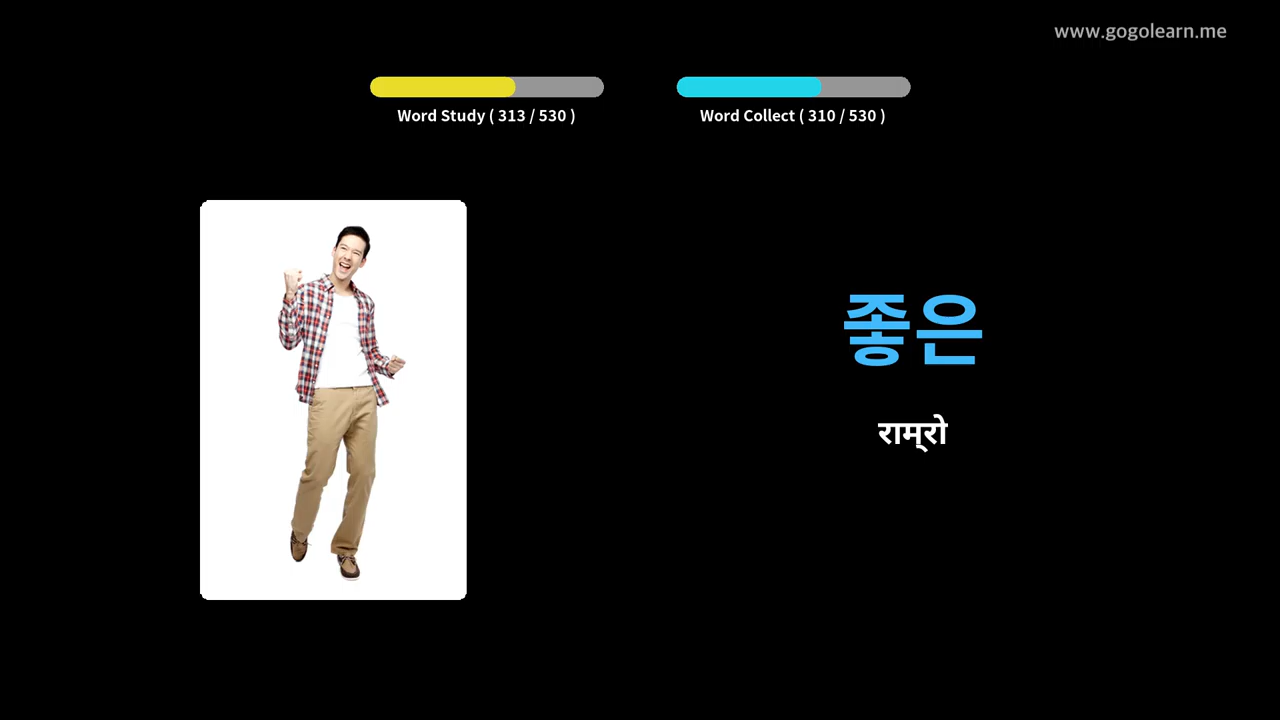 www.gogolearn.me
Word Study ( 313 / 530 )
Word Collect ( 310 / 530 )
좋은
राम्रो